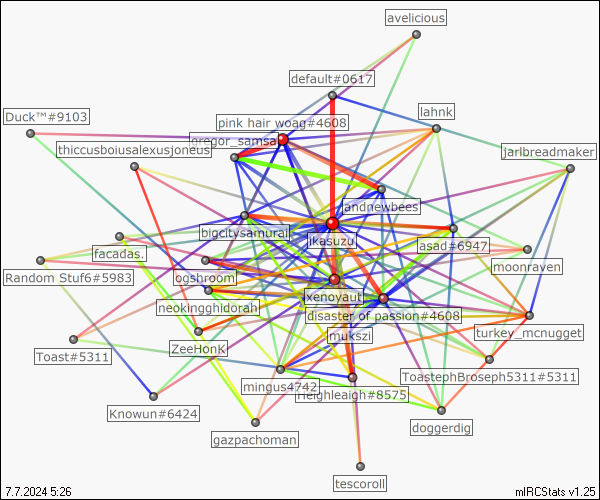 avelicious
default#0617
Duck™#9103
lahnk
pink hair woag#4608
gregor_samsa
thiccusboiusalexusjoneus
jarlbreadmaker
landnewbees
bigcitysamurai
ikasuzu
asad#6947
facadas.
moonraven
Random Stuf6#5983
ogshroom
xenoyaut
neokingghidorah
disaster of passion#4608
turkey_mcnugget
mukszi
ZeeHonK
Toast#5311
ToastephBroseph5311#5311
mingus4742
Heighleaigh#8575
Knowun#6424
doggerdig
gazpachoman
tescoroll
7.7.2024 5:26
mIRCStats v1.25